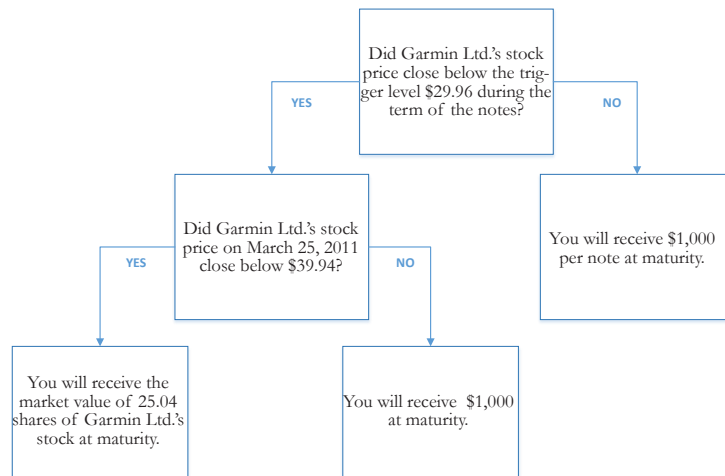 Did Garmin Ltd.'s stock
price close below the trig-
ger level $29.96 during the
term of the notes?
YES
NO
Did Garmin Ltd.'s stock
price on March 25, 2011
close below $39.94?
You will receive $1,000
per note at maturity.
YES
NO
You will receive the
market value of 25.04
shares of Garmin Ltd.'s
stock at maturity.
You will receive $1,000
at maturity.